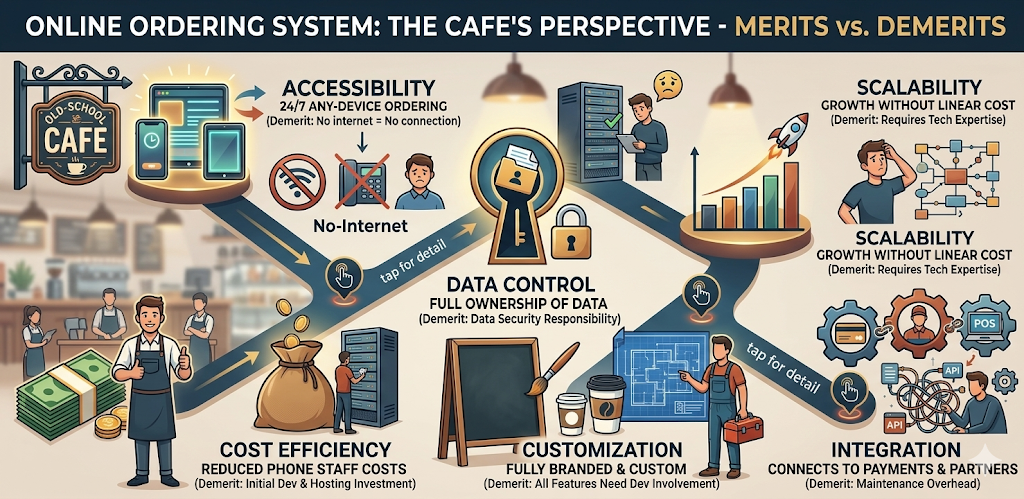 ONLINE ORDERING SYSTEM: THE CAFE'S PERSPECTIVE - MERITS vs. DEMERITS
OLD-SCHOOL
CAFE
ACCESSIBILITY
24/7 ANY-DEVICE ORDERING
(Demerit: No internet = No connection)
No-Internet
tap for detail
DATA CONTROL
FULL OWNERSHIP OF DATA
(Demerit: Data Security Responsibility)
SCALABILITY
GROWTH WITHOUT LINEAR COST
(Demerit: Requires Tech Expertise)
SCALABILITY
GROWTH WITHOUT LINEAR COST
(Demerit: Requires Tech Expertise)
tap for detail
POS
API
API
COST EFFICIENCY
REDUCED PHONE STAFF COSTS
(Demerit: Initial Dev & Hosting Investment)
CUSTOMIZATION
FULLY BRANDED & CUSTOM
(Demerit: All Features Need Dev Involvement)
INTEGRATION
CONNECTS TO PAYMENTS & PARTNERS
(Demerit: Maintenance Overhead)